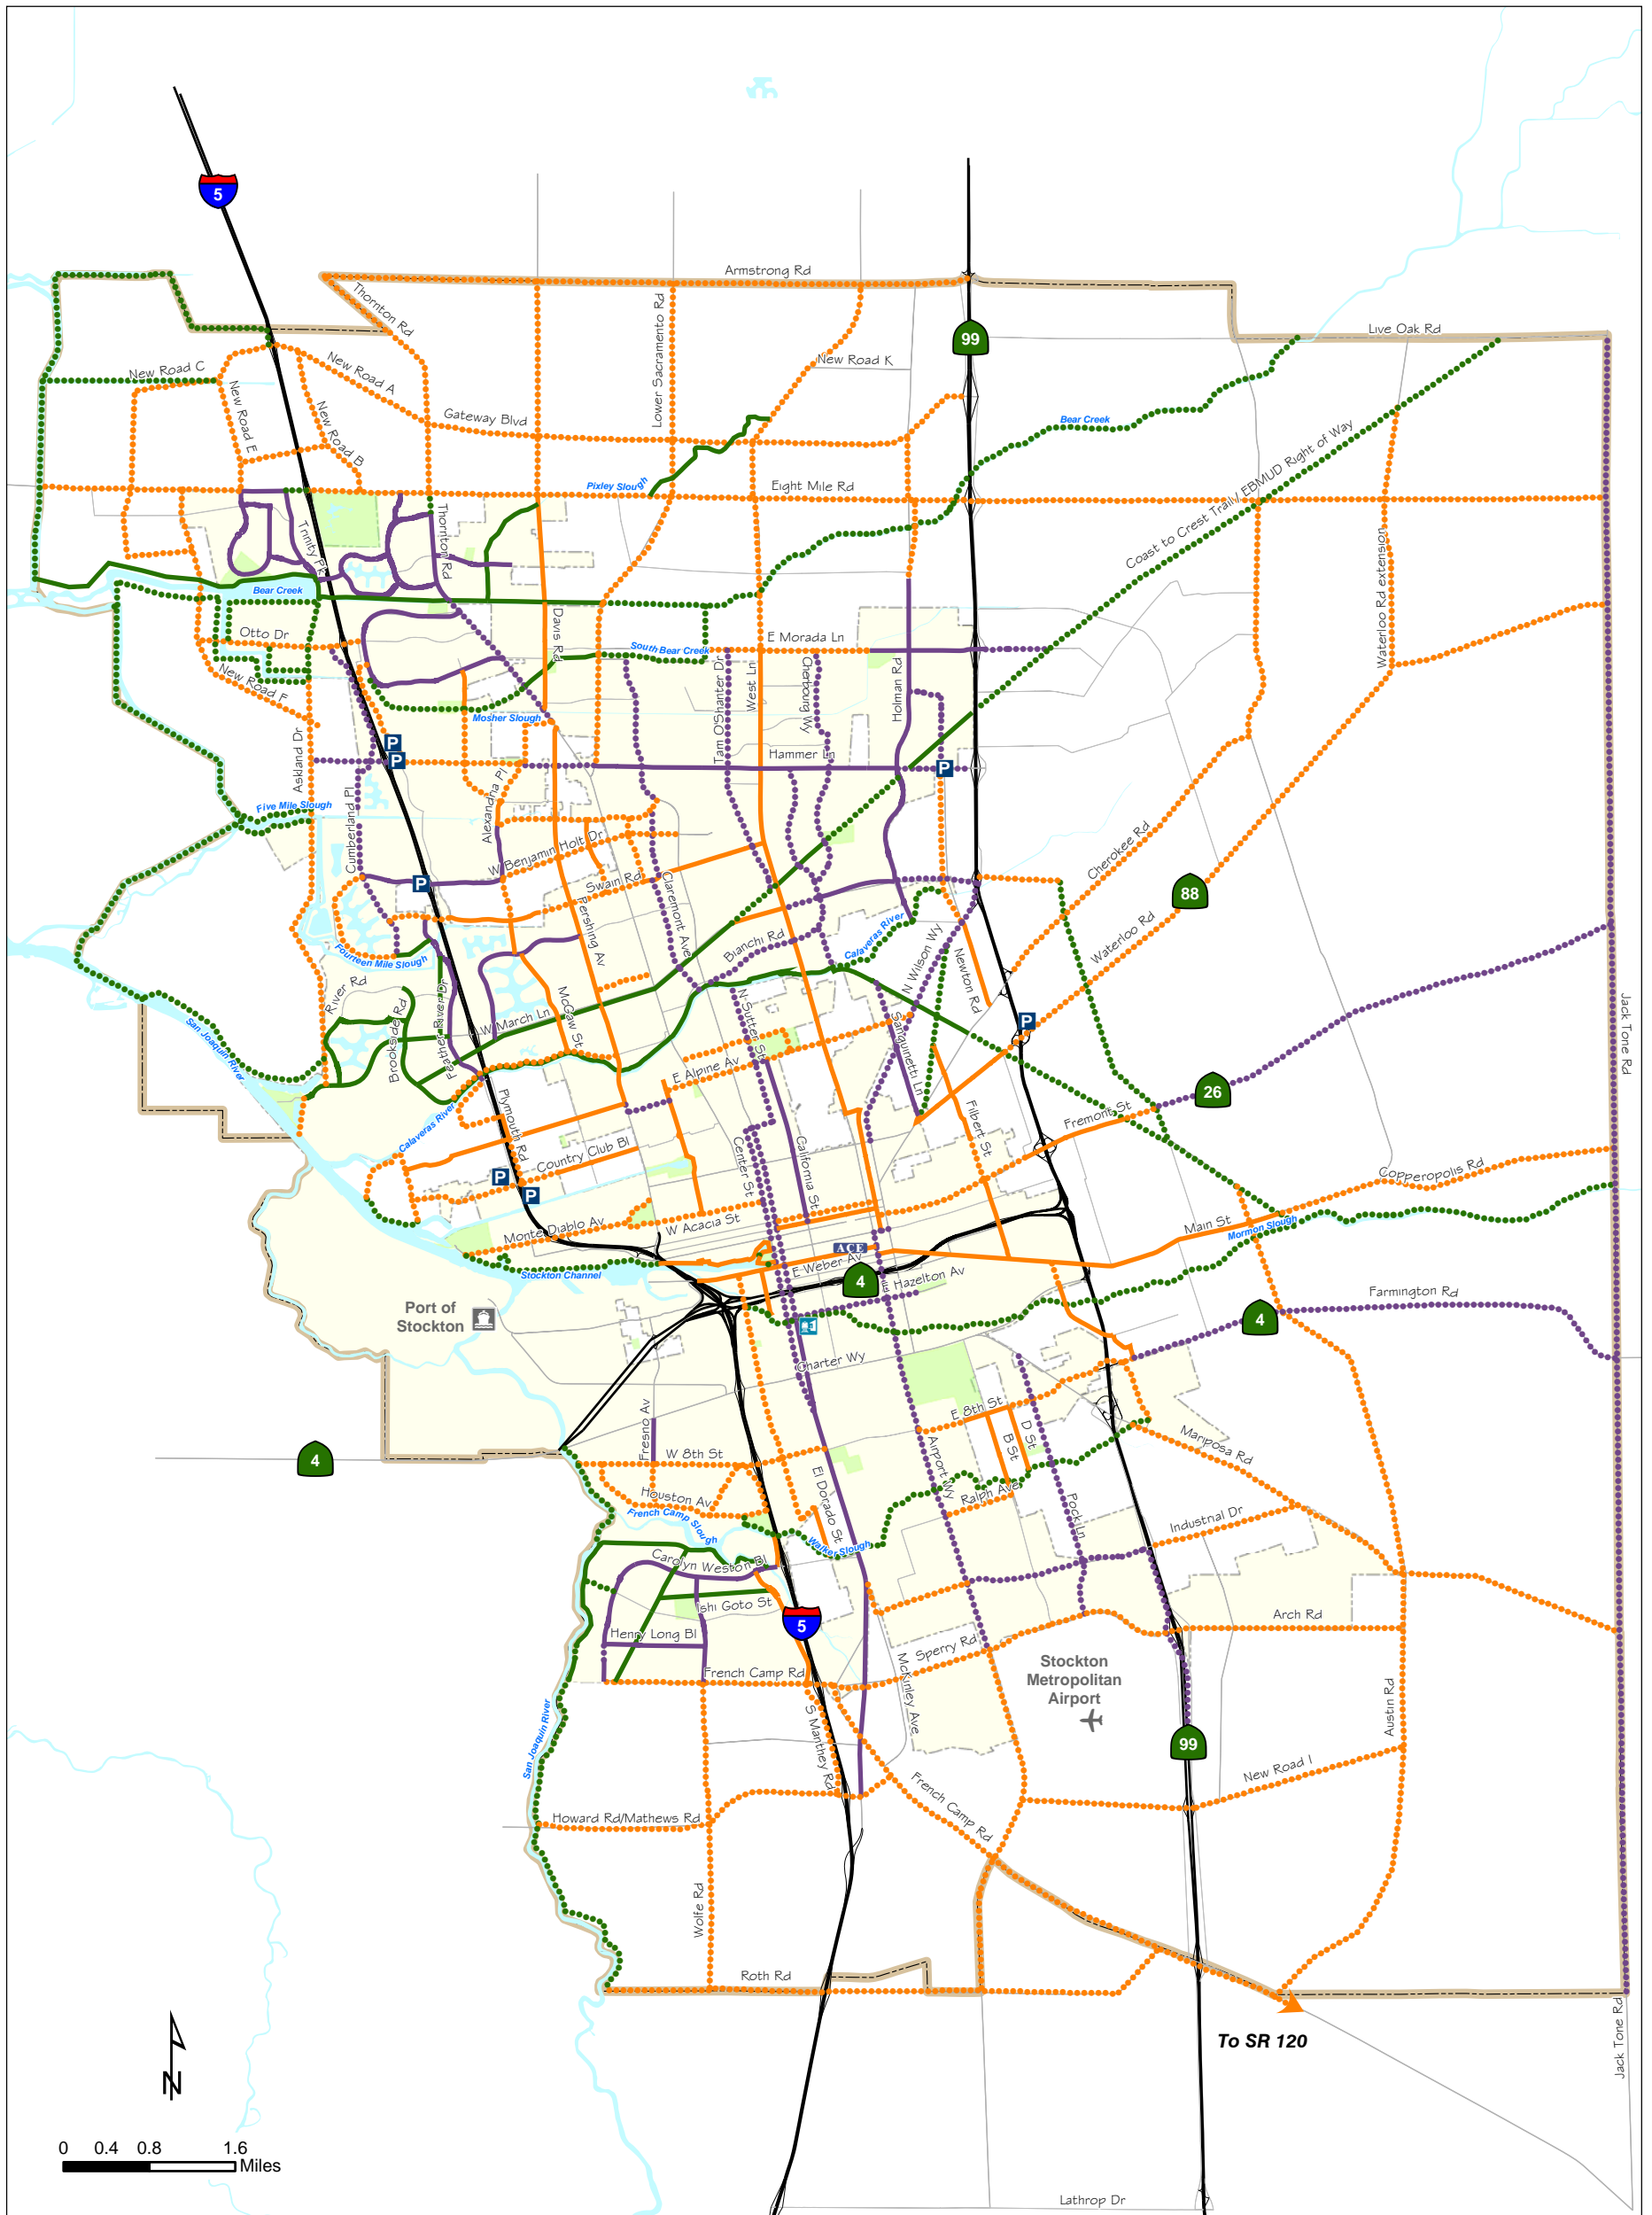 5
Armstrong Rd
Thornton Rd
Lower Sacramento Rd
99
Live Oak Rd
New Road C
New Road A
New Road K
New Road E
New Road B
Gateway Blvd
Bear Creek
Coast to Crest Trail/ EBMUD Right of Way
Pixley Slough
Eight Mile Rd
Trinity Pk
Thornton Rd
Waterloo Rd extension
Bear Creek
Otto Dr
Davis Rd
South Bear Creek
E Morada Ln
Tam O'Shanter Dr
West Ln
Cherbourg Wy
Holman Rd
New Road F
Mosher Slough
Askland Dr
P
P
Hammer Ln
P
Five Mile Slough
Cumberland Pl
Alexandria Pl
W Benjamin Holt Dr
Cherokee Rd
P
Swain Rd
Claremont Ave
88
Pershing Av
Bianchi Rd
Calaveras River
N Wilson Wy
Waterloo Rd
Fourteen Mile Slough
River Rd
Brookside Rd
Feather River Dr
W March Ln
McGaw St
N Sutter St
Newton Rd
Sanguinetti Ln
P
San Joaquin River
Jack Tone Rd
E Alpine Av
26
Calaveras River
Plymouth Rd
Filbert St
Fremont St
Country Club Bl
Center St
California St
Copperopolis Rd
P
P
Monte Diablo Av
W Acacia St
Main St
Mormon Slough
ACE
E Weber Av
Stockton Channel
4
E Hazelton Av
Farmington Rd
Port of
Stockton
4
Charter Wy
Fresno Av
E 8th St
B St
D St
4
W 8th St
Airport Wy
Mariposa Rd
Houston Av
El Dorado St
Ralph Ave
Pock Ln
French Camp Slough
Walker Slough
Industrial Dr
Carolyn Weston Bl
Ishi Goto St
5
Arch Rd
Henry Long Bl
Sperry Rd
McKinley Ave
Stockton
Metropolitan
Airport
French Camp Rd
San Joaquin River
S Manthey Rd
Austin Rd
99
New Road I
French Camp Rd
Howard Rd/Mathews Rd
Wolfe Rd
Roth Rd
Jack Tone Rd
To SR 120
N
0 0.4 0.8 1.6
Miles
Lathrop Dr